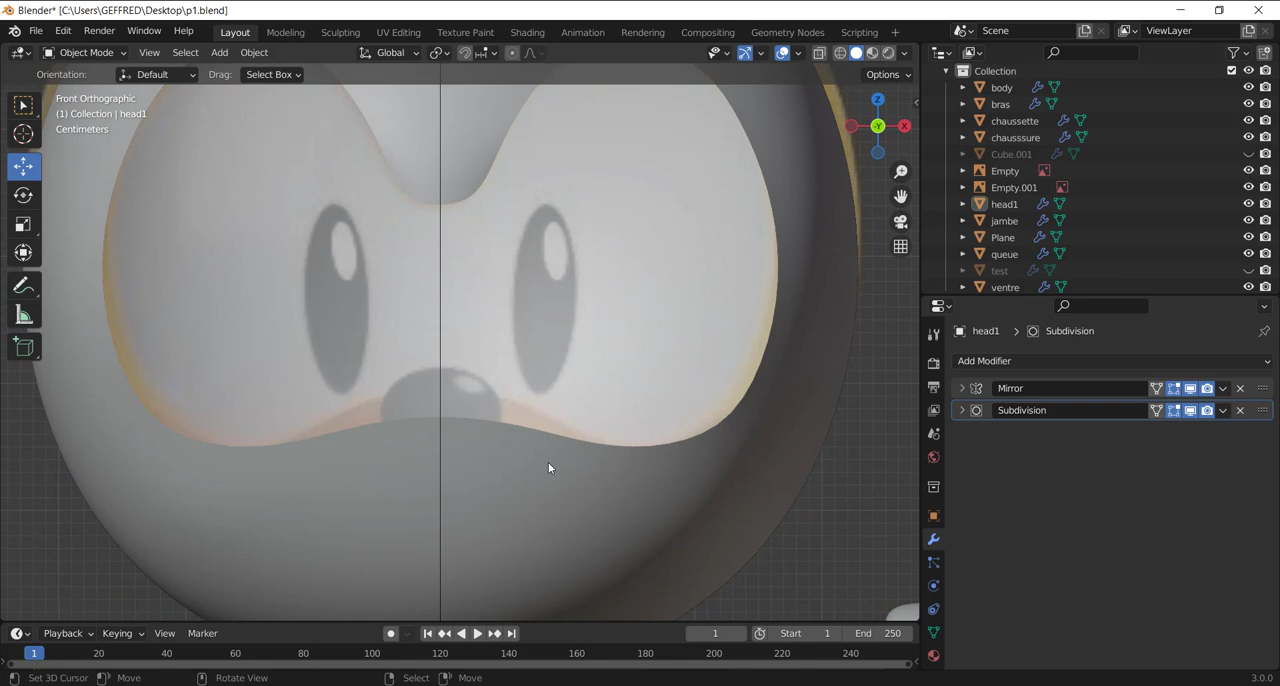 Blender* [C:\Users\GEFFRED\Desktop\p1.blend]
File Edit Render Window Help Layout Modeling Sculpting UV Editing Texture Paint Shading Animation Rendering Compositing Geometry Nodes Scripting + Scene ViewLayer
Object Mode View Select Add Object Global
Orientation: Default Drag: Select Box Options
Front Orthographic
(1) Collection | head1
Centimeters
Z
X
-Y
Collection
body
bras
chaussette
chausssure
Cube.001
Empty
Empty.001
head1
jambe
Plane
queue
test
ventre
head1 > Subdivision
Add Modifier
Mirror
Subdivision
Playback Keying View Marker 1 Start 1 End 250
1 20 40 60 80 100 120 140 160 180 200 220 240
Set 3D Cursor Move Rotate View Select Move 3.0.0